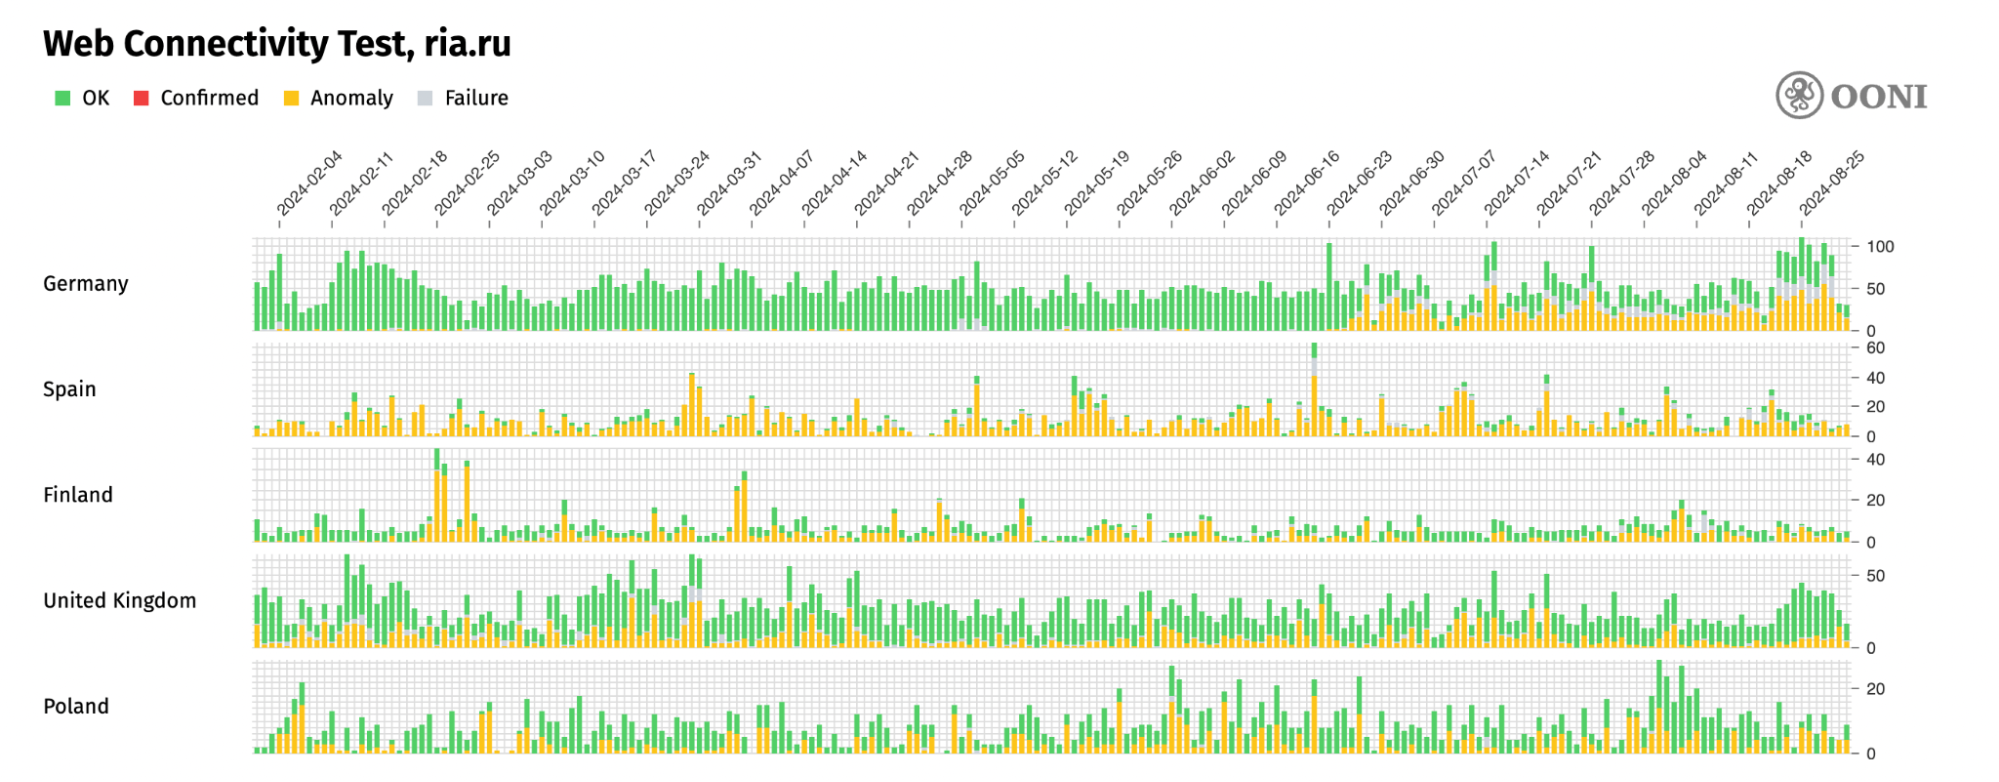 Web Connectivity Test, ria.ru
OK Confirmed Anomaly Failure
OONI
2024-02-04 2024-02-11 2024-02-18 2024-02-25 2024-03-03 2024-03-10 2024-03-17 2024-03-24 2024-03-31 2024-04-07 2024-04-14 2024-04-21 2024-04-28 2024-05-05 2024-05-12 2024-05-19 2024-05-26 2024-06-02 2024-06-09 2024-06-16 2024-06-23 2024-06-30 2024-07-07 2024-07-14 2024-07-21 2024-07-28 2024-08-04 2024-08-11 2024-08-18 2024-08-25
100
Germany
50
0
60
Spain
40
20
0
40
Finland
20
0
50
United Kingdom
0
20
Poland
0